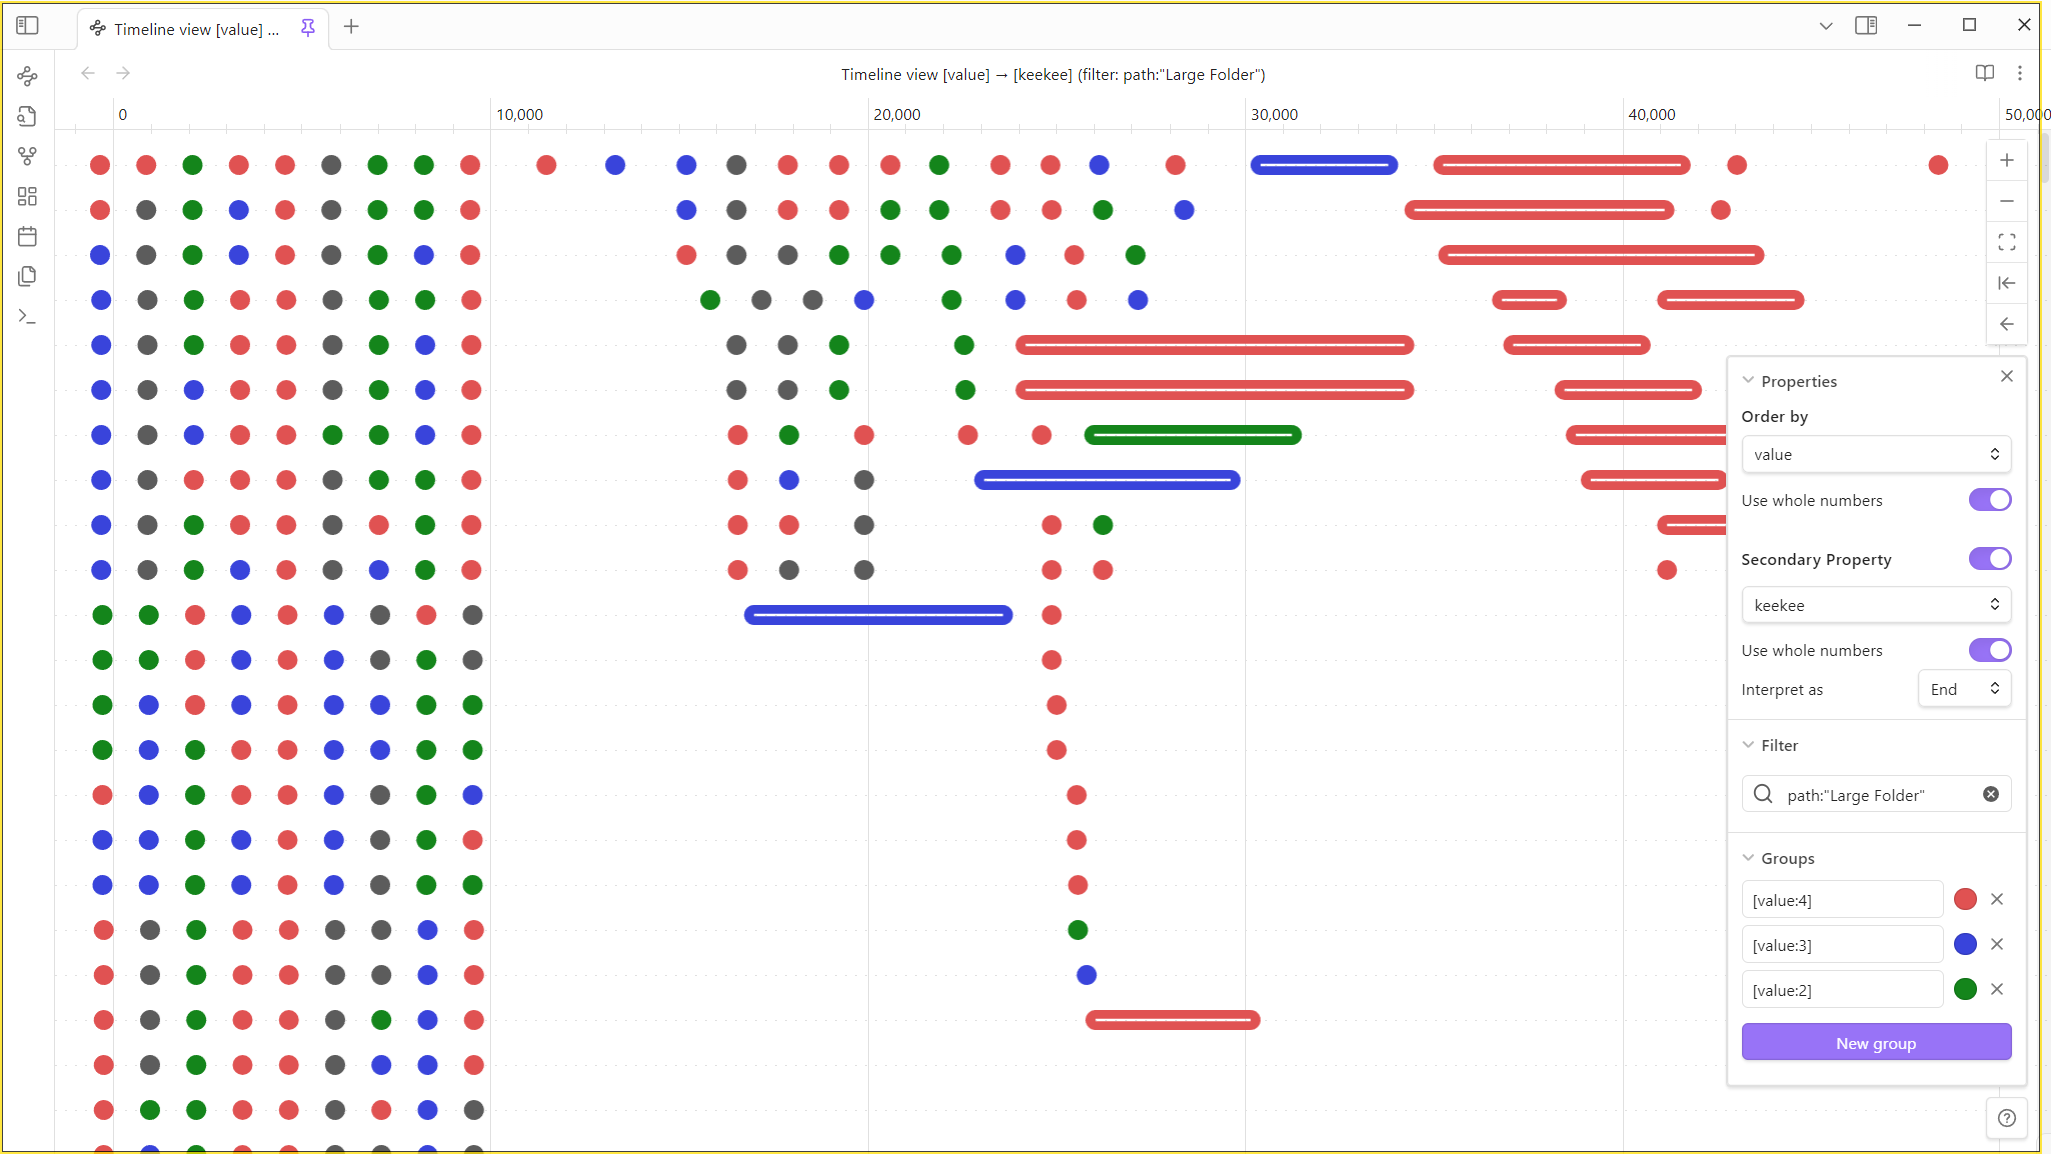 Timeline view [value] ...
Timeline view [value] → [keekee] (filter: path:"Large Folder")
0
10,000
20,000
30,000
40,000
50,000
Properties
Order by
value
Use whole numbers
Secondary Property
keekee
Use whole numbers
Interpret as
End
Filter
path:"Large Folder"
Groups
[value:4]
[value:3]
[value:2]
New group